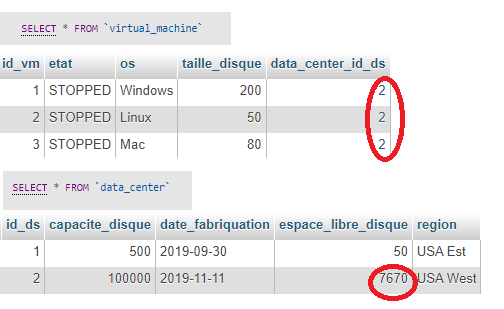 SELECT * FROM `virtual_machine`
id_vm etat os taille_disque data_center_id_ds
1 STOPPED Windows 200 2
2 STOPPED Linux 50 2
3 STOPPED Mac 80 2
SELECT * FROM `data_center`
id_ds capacite_disque date_fabriquation espace_libre_disque region
1 500 2019-09-30 50 USA Est
2 100000 2019-11-11 7670 USA West